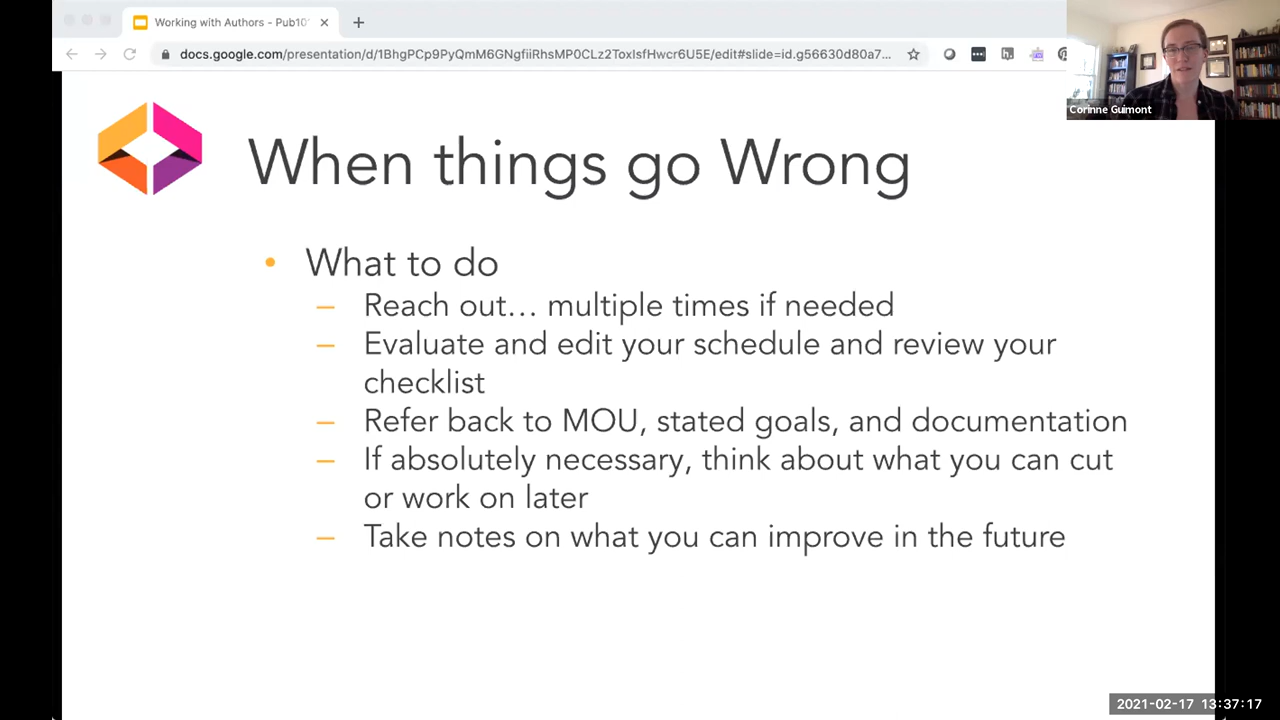 Working with Authors - Pub10
docs.google.com/presentation/d/1BhgPCp9PyQmV6GNgfiiRhsMP0CLz2ToxIsfHwcr6U5E/edit#slide=id.g56630d80a7...
Corinne Guimont
When things go Wrong
• What to do
– Reach out... multiple times if needed
– Evaluate and edit your schedule and review your
checklist
– Refer back to MOU, stated goals, and documentation
– If absolutely necessary, think about what you can cut
or work on later
– Take notes on what you can improve in the future
2021-02-17 13:37:17